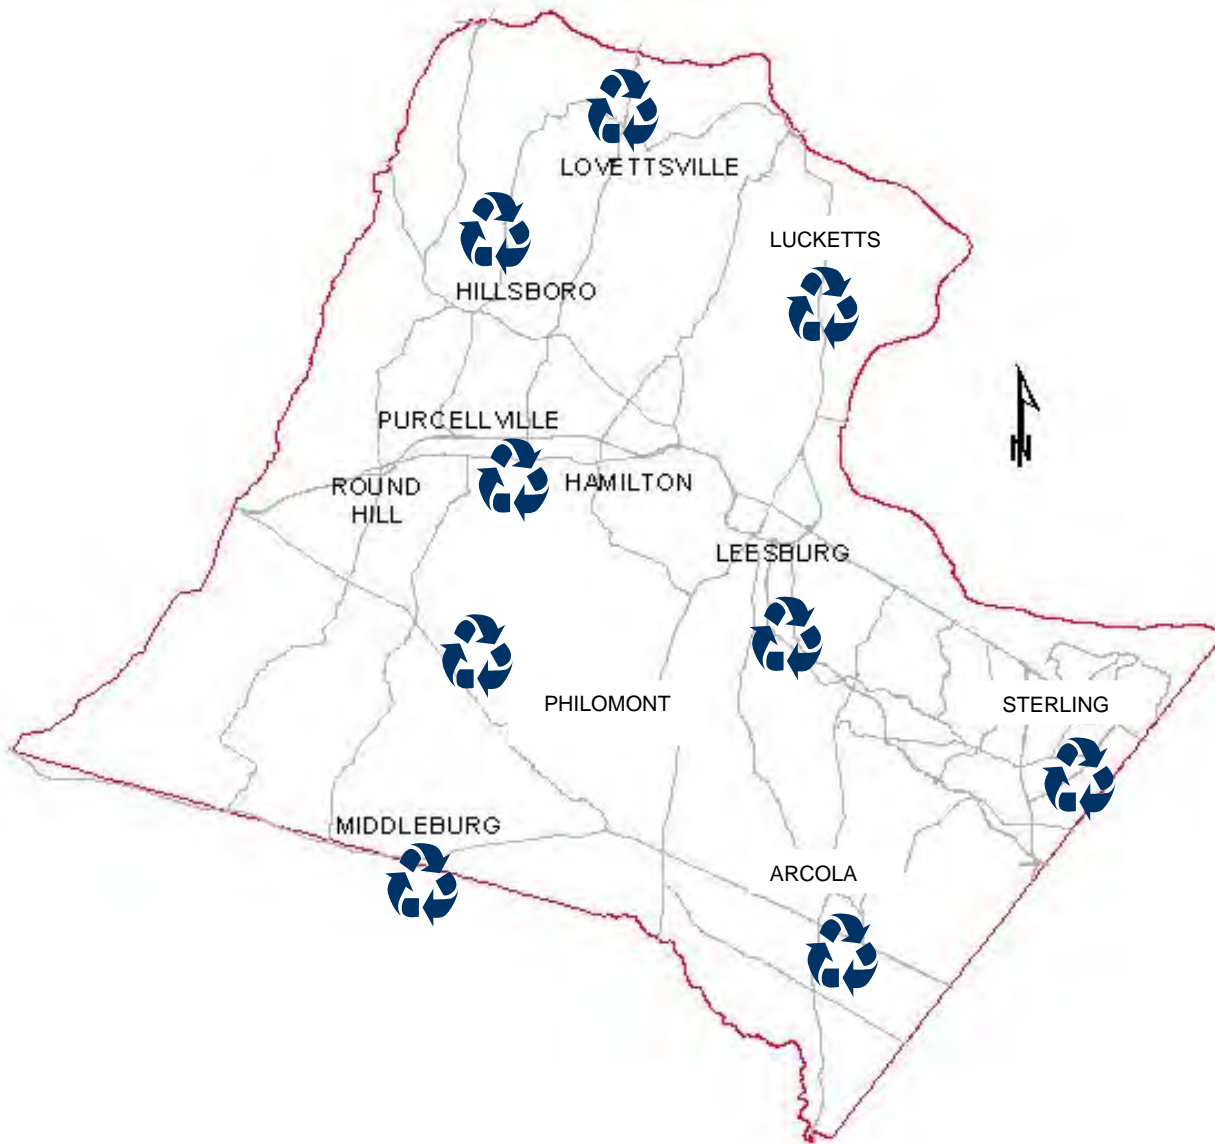 LOVETTSVILLE
LUCKETTS
HILLSBORO
PURCELLVILLE
ROUND
HILL
HAMILTON
N
LEESBURG
PHILOMONT
STERLING
MIDDLEBURG
ARCOLA